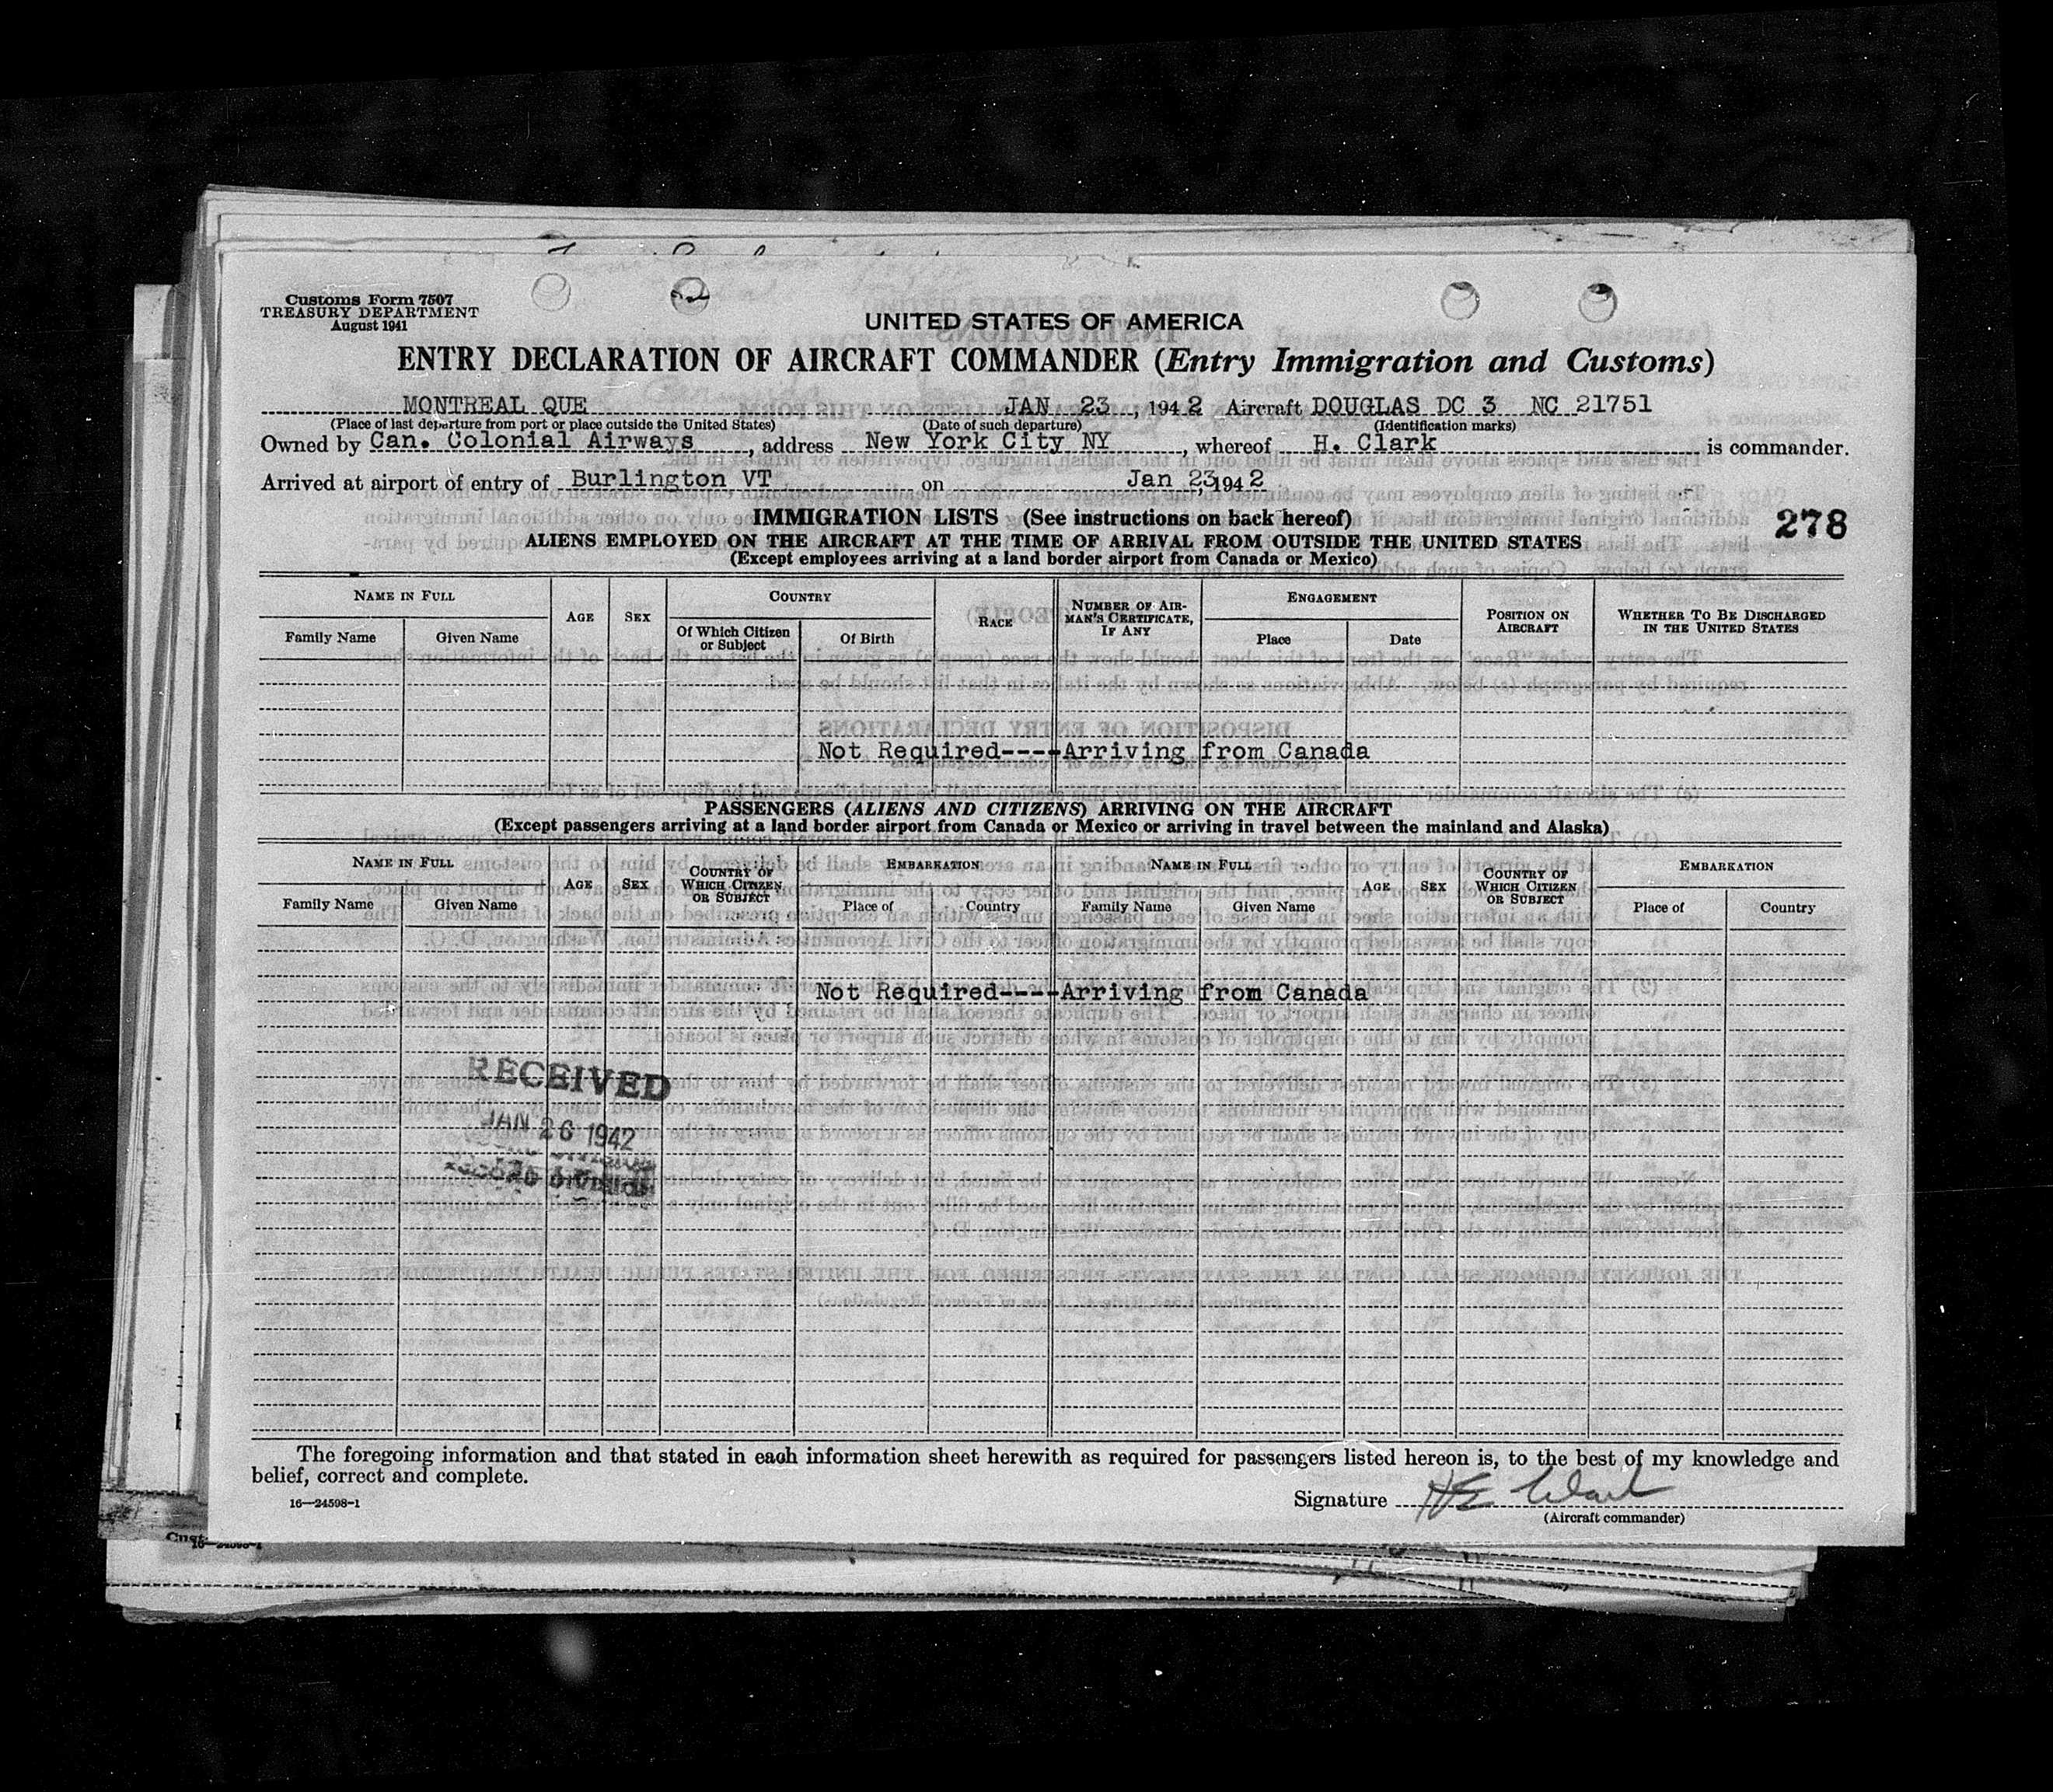 Customs Form 7507
TREASURY DEPARTMENT
August 1941
UNITED STATES OF AMERICA
ENTRY DECLARATION OF AIRCRAFT COMMANDER (Entry Immigration and Customs)
MONTREAL QUE JAN 23, 1942 Aircraft DOUGLAS DC 3 NC 21751
(Place of last departure from port or place outside the United States) (Date of such departure) (Identification marks)
Owned by Can. Colonial Airways, address New York City NY, whereof H. Clark is commander.
Arrived at airport of entry of Burlington VT on Jan 23, 1942
IMMIGRATION LISTS (See instructions on back hereof)
278
ALIENS EMPLOYED ON THE AIRCRAFT AT THE TIME OF ARRIVAL FROM OUTSIDE THE UNITED STATES
(Except employees arriving at a land border airport from Canada or Mexico)
NAME IN FULL AGE SEX COUNTRY RACE NUMBER OF AIRMAN'S CERTIFICATE, IF ANY ENGAGEMENT POSITION ON AIRCRAFT WHETHER TO BE DISCHARGED IN THE UNITED STATES
Family Name Given Name Of Which Citizen or Subject Of Birth Place Date
Not Required----Arriving from Canada
PASSENGERS (ALIENS AND CITIZENS) ARRIVING ON THE AIRCRAFT
(Except passengers arriving at a land border airport from Canada or Mexico or arriving in travel between the mainland and Alaska)
NAME IN FULL AGE SEX COUNTRY OF WHICH CITIZEN OR SUBJECT EMBARKATION NAME IN FULL AGE SEX COUNTRY OF WHICH CITIZEN OR SUBJECT EMBARKATION
Family Name Given Name Place of Country Family Name Given Name Place of Country
Not Required----Arriving from Canada
RECEIVED
JAN 26 1942
DIVISION
The foregoing information and that stated in each information sheet herewith as required for passengers listed hereon is, to the best of my knowledge and
belief, correct and complete.
16—24598-1
Signature HE Clark
(Aircraft commander)